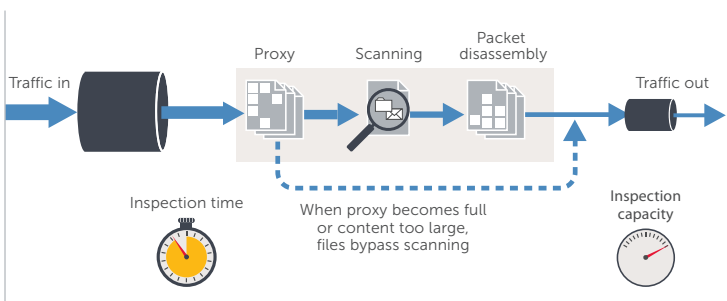 Traffic in
Proxy
Scanning
Packet
disassembly
Traffic out
Inspection time
When proxy becomes full
or content too large,
files bypass scanning
Inspection
capacity